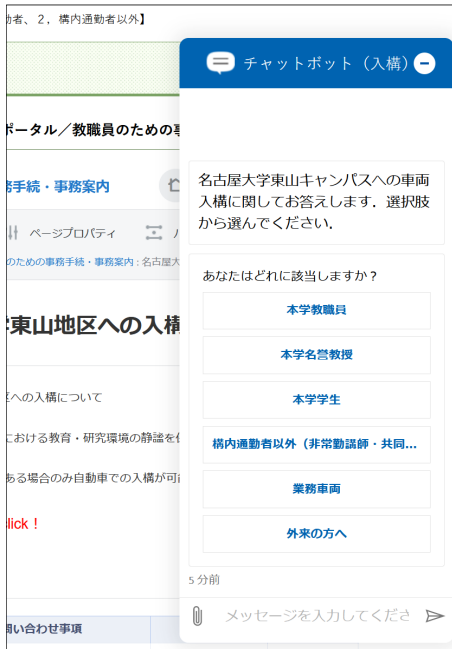 者、2，構内通勤者以外】
チャットボット（入構）
ポータル／教職員のための事
務手続・事務案内
ページプロパティ
のための事務手続・事務案内：名古屋大
東山地区への入構
への入構について
における教育・研究環境の静謐を
ある場合のみ自動車での入構が可
click！
い合わせ事項
名古屋大学東山キャンパスへの車両
入構に関してお答えします．選択肢
から選んでください．
あなたはどれに該当しますか？
本学教職員
本学名誉教授
本学学生
構内通勤者以外（非常勤講師・共同...
業務車両
外来の方へ
5 分前
メッセージを入力してくださ